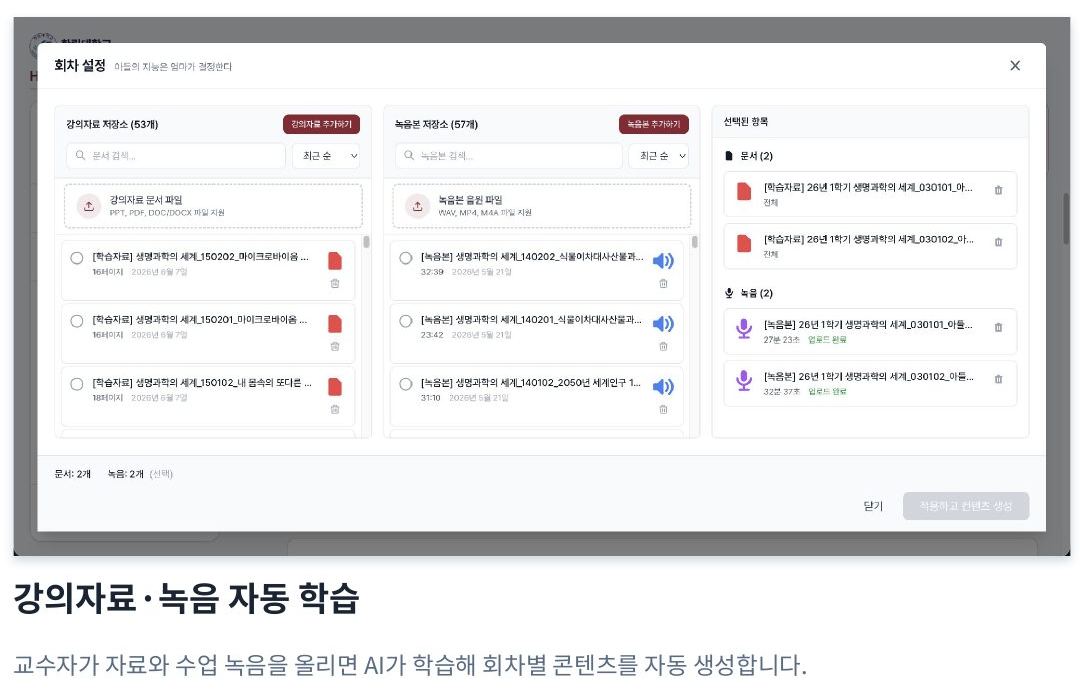 회차 설정 아들의 지능은 엄마가 결정한다
강의자료 저장소 (53개)
강의자료 추가하기
문서 검색...
최근 순
강의자료 문서 파일
PPT, PDF, DOC/DOCX 파일 지원
[학습자료] 생명과학의 세계_150202_마이크로바이옴 ...
16페이지 2026년 6월 7일
[학습자료] 생명과학의 세계_150201_마이크로바이옴 ...
16페이지 2026년 6월 7일
[학습자료] 생명과학의 세계_150102_내 몸속의 또다른 ...
18페이지 2026년 6월 7일
녹음본 저장소 (57개)
녹음본 추가하기
녹음본 검색...
최근 순
녹음본 음원 파일
WAV, MP4, M4A 파일 지원
[녹음본] 생명과학의 세계_140202_식물이차대사산물과...
32:39 2026년 5월 21일
[녹음본] 생명과학의 세계_140201_식물이차대사산물과...
23:42 2026년 5월 21일
[녹음본] 생명과학의 세계_140102_2050년 세계인구 1...
31:10 2026년 5월 21일
선택된 항목
문서 (2)
[학습자료] 26년 1학기 생명과학의 세계_030101_아...
전체
[학습자료] 26년 1학기 생명과학의 세계_030102_아...
전체
녹음 (2)
[녹음본] 26년 1학기 생명과학의 세계_030101_아들...
27분 23초 업로드 완료
[녹음본] 26년 1학기 생명과학의 세계_030102_아들...
32분 37초 업로드 완료
문서: 2개 녹음: 2개 (선택)
닫기
적용하고 컨텐츠 생성
강의자료·녹음 자동 학습
교수자가 자료와 수업 녹음을 올리면 AI가 학습해 회차별 콘텐츠를 자동 생성합니다.